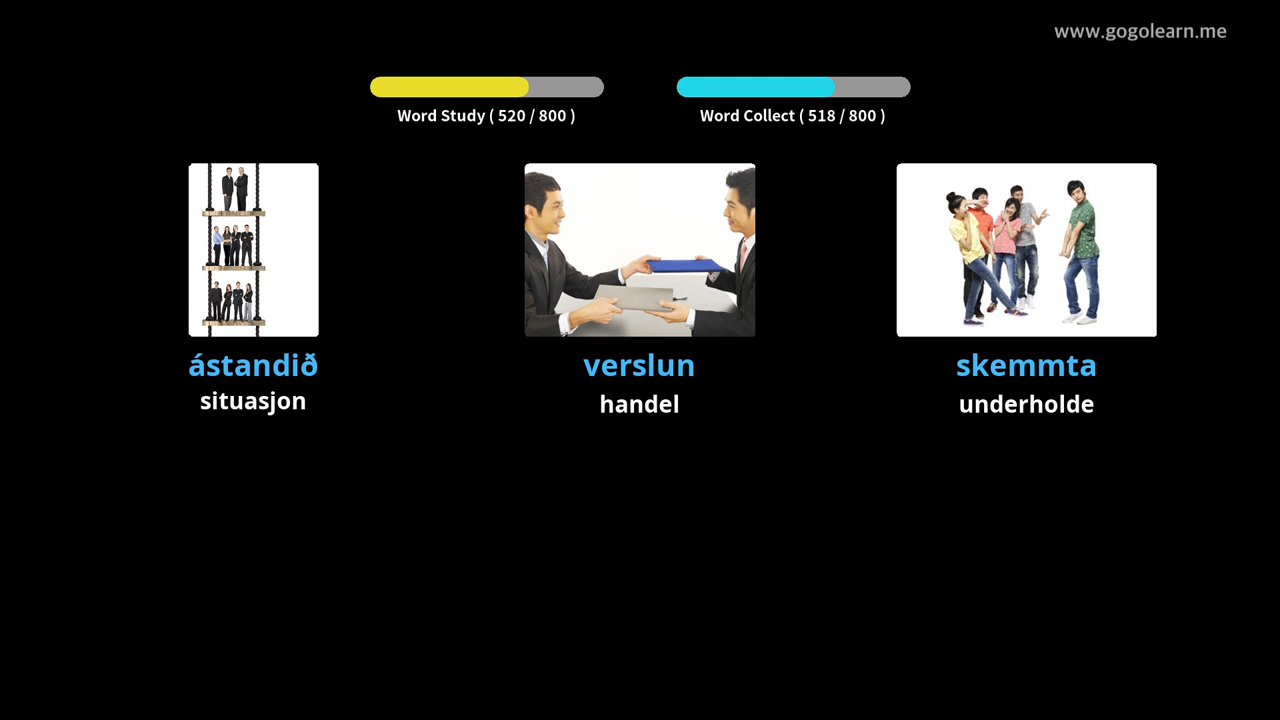 www.gogolearn.me
Word Study ( 520 / 800 )
Word Collect ( 518 / 800 )
ástandið
verslun
skemmta
situasjon
handel
underholde